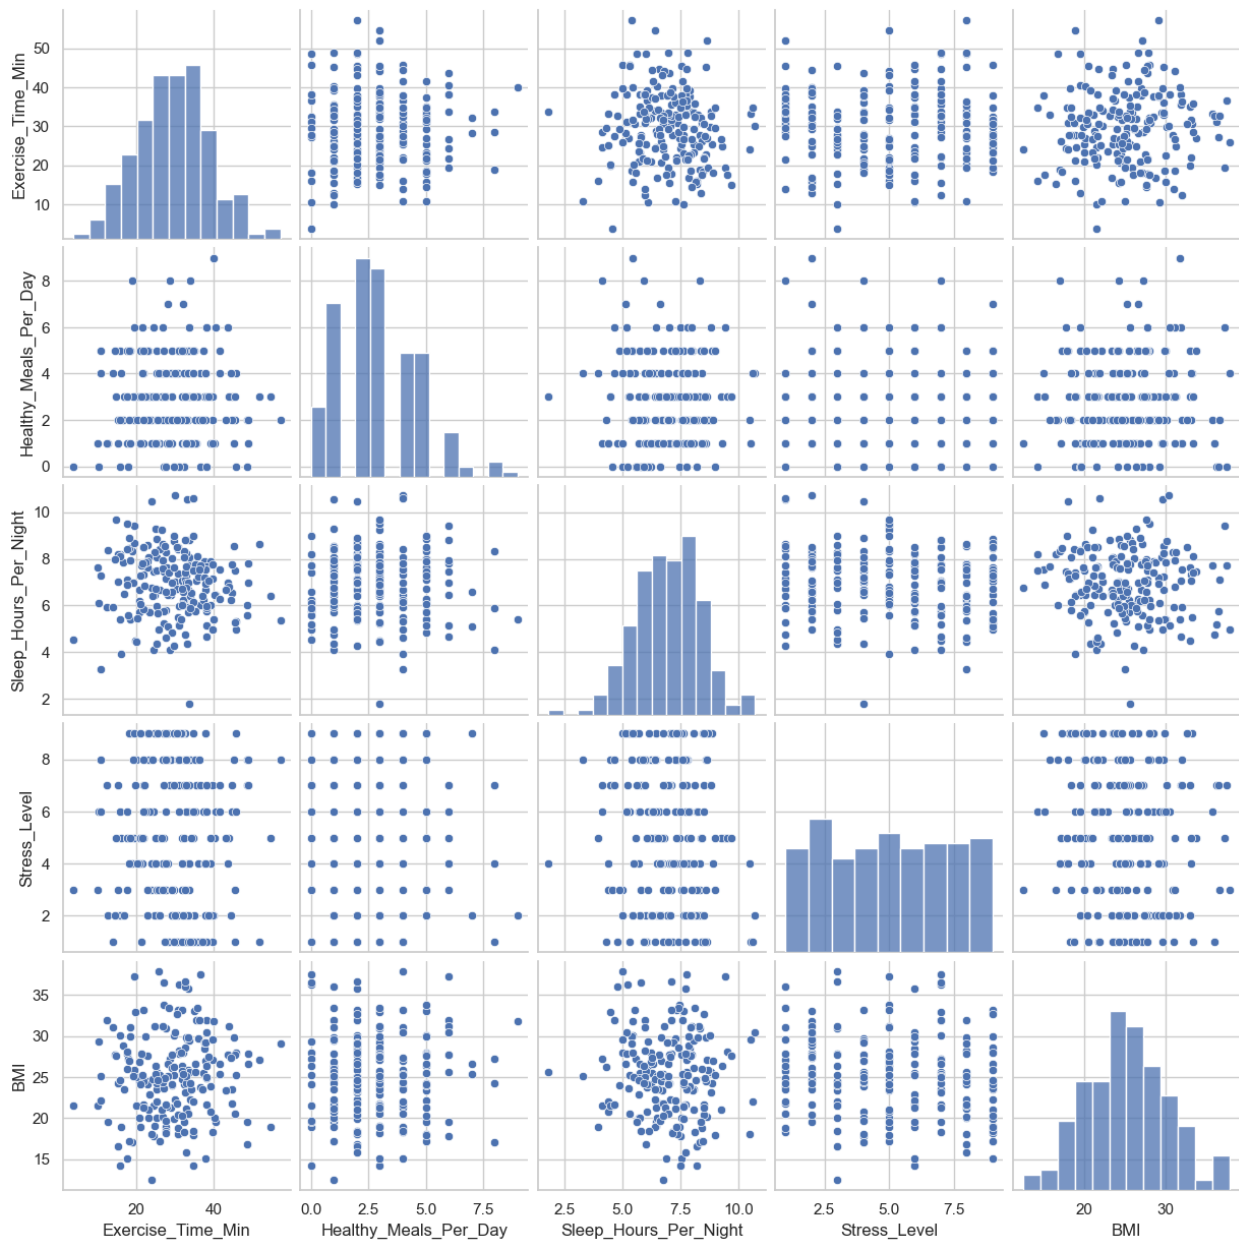 Exercise_Time_Min
50
40
30
20
10
Healthy_Meals_Per_Day
8
6
4
2
0
Sleep_Hours_Per_Night
10
8
6
4
2
Stress_Level
8
6
4
2
BMI
35
30
25
20
15
20 40
0.0 2.5 5.0 7.5
2.5 5.0 7.5 10.0
2.5 5.0 7.5
20 30
Exercise_Time_Min
Healthy_Meals_Per_Day
Sleep_Hours_Per_Night
Stress_Level
BMI